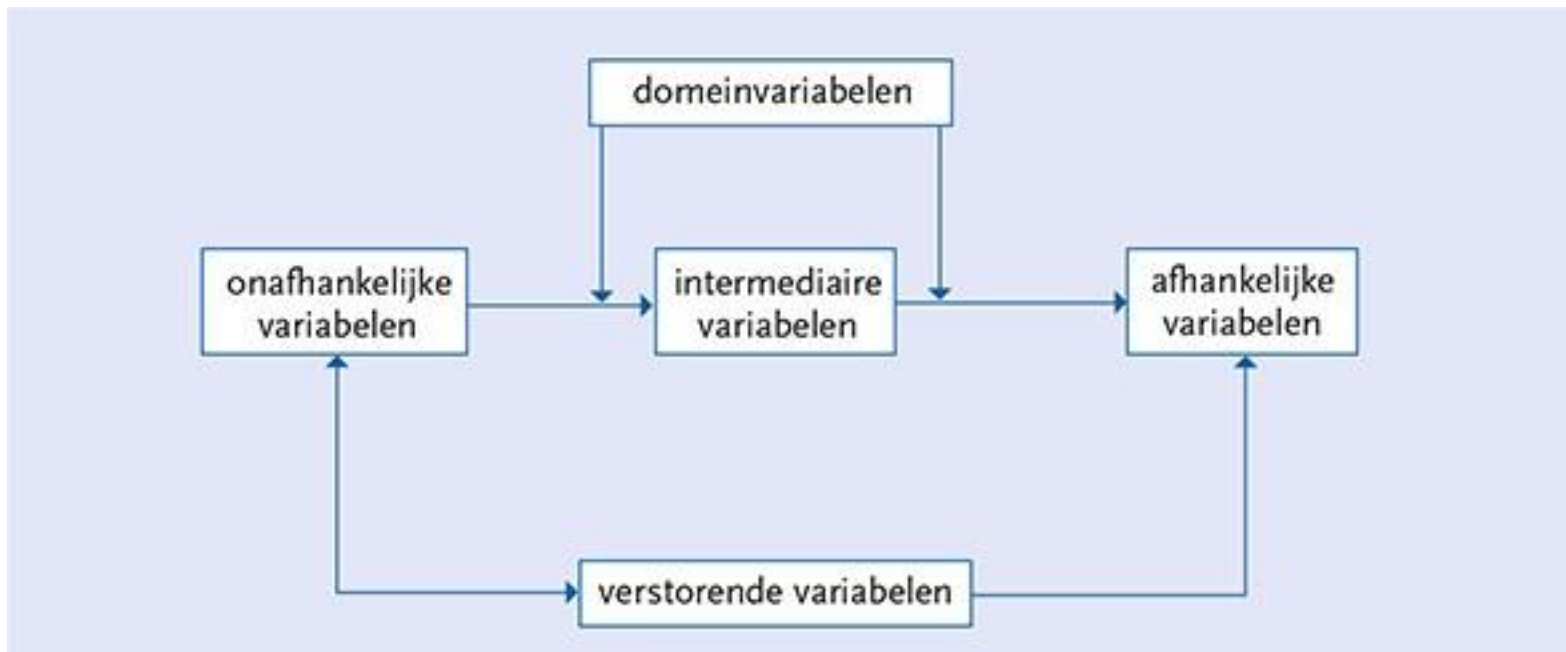 domeinvariabelen
onafhankelijke
variabelen
intermediaire
variabelen
afhankelijke
variabelen
verstorende variabelen